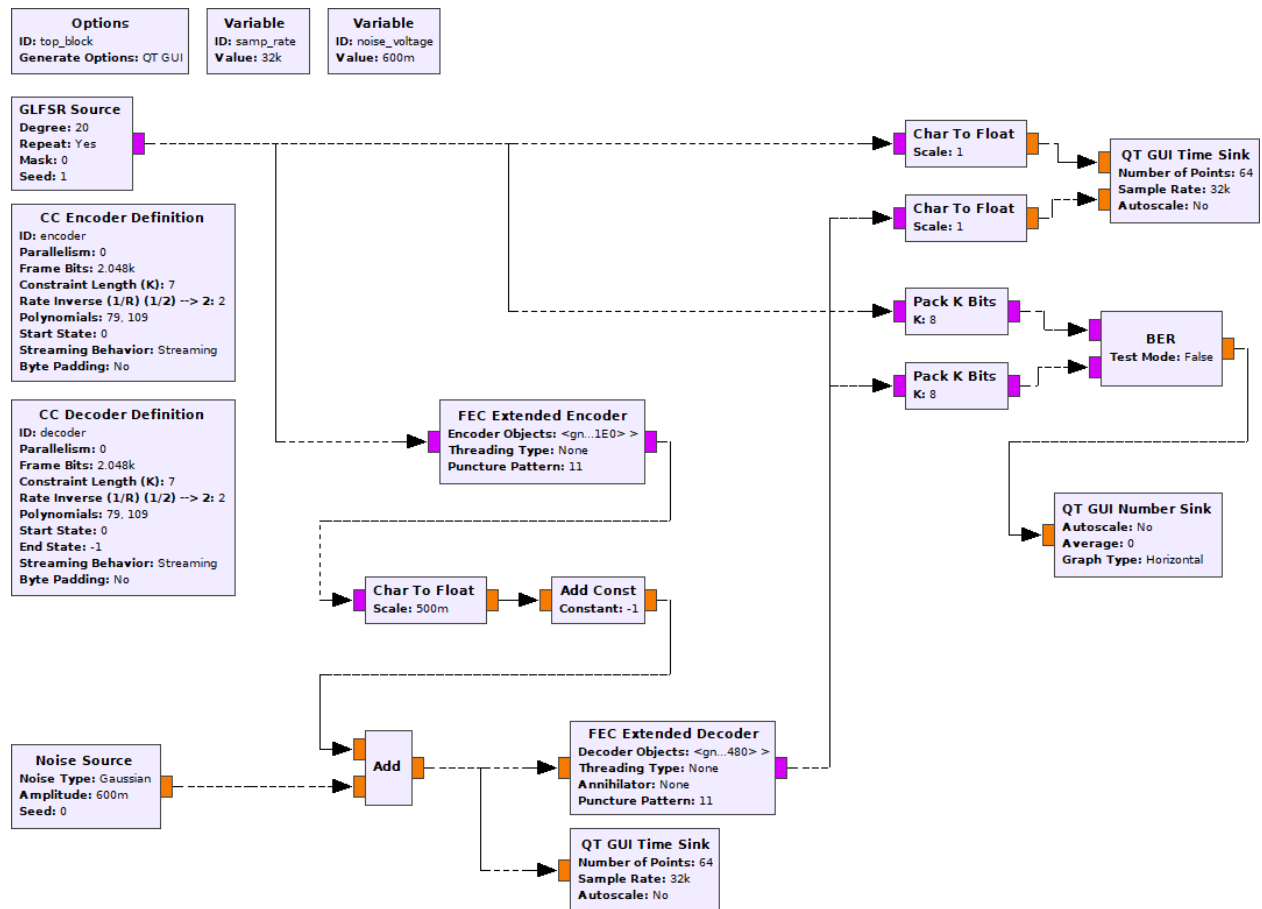 Options
ID: top_block
Generate Options: QT GUI
Variable
ID: samp_rate
Value: 32k
Variable
ID: noise_voltage
Value: 600m
GLFSR Source
Degree: 20
Repeat: Yes
Mask: 0
Seed: 1
Char To Float
Scale: 1
QT GUI Time Sink
Number of Points: 64
Sample Rate: 32k
Autoscale: No
Char To Float
Scale: 1
CC Encoder Definition
ID: encoder
Parallelism: 0
Frame Bits: 2.048k
Constraint Length (K): 7
Rate Inverse (1/R) (1/2) --> 2: 2
Polynomials: 79, 109
Start State: 0
Streaming Behavior: Streaming
Byte Padding: No
Pack K Bits
K: 8
BER
Test Mode: False
Pack K Bits
K: 8
CC Decoder Definition
ID: decoder
Parallelism: 0
Frame Bits: 2.048k
Constraint Length (K): 7
Rate Inverse (1/R) (1/2) --> 2: 2
Polynomials: 79, 109
Start State: 0
End State: -1
Streaming Behavior: Streaming
Byte Padding: No
FEC Extended Encoder
Encoder Objects: <gn...1E0> >
Threading Type: None
Puncture Pattern: 11
QT GUI Number Sink
Autoscale: No
Average: 0
Graph Type: Horizontal
Char To Float
Scale: 500m
Add Const
Constant: -1
Noise Source
Noise Type: Gaussian
Amplitude: 600m
Seed: 0
Add
FEC Extended Decoder
Decoder Objects: <gn...480> >
Threading Type: None
Annihilator: None
Puncture Pattern: 11
QT GUI Time Sink
Number of Points: 64
Sample Rate: 32k
Autoscale: No